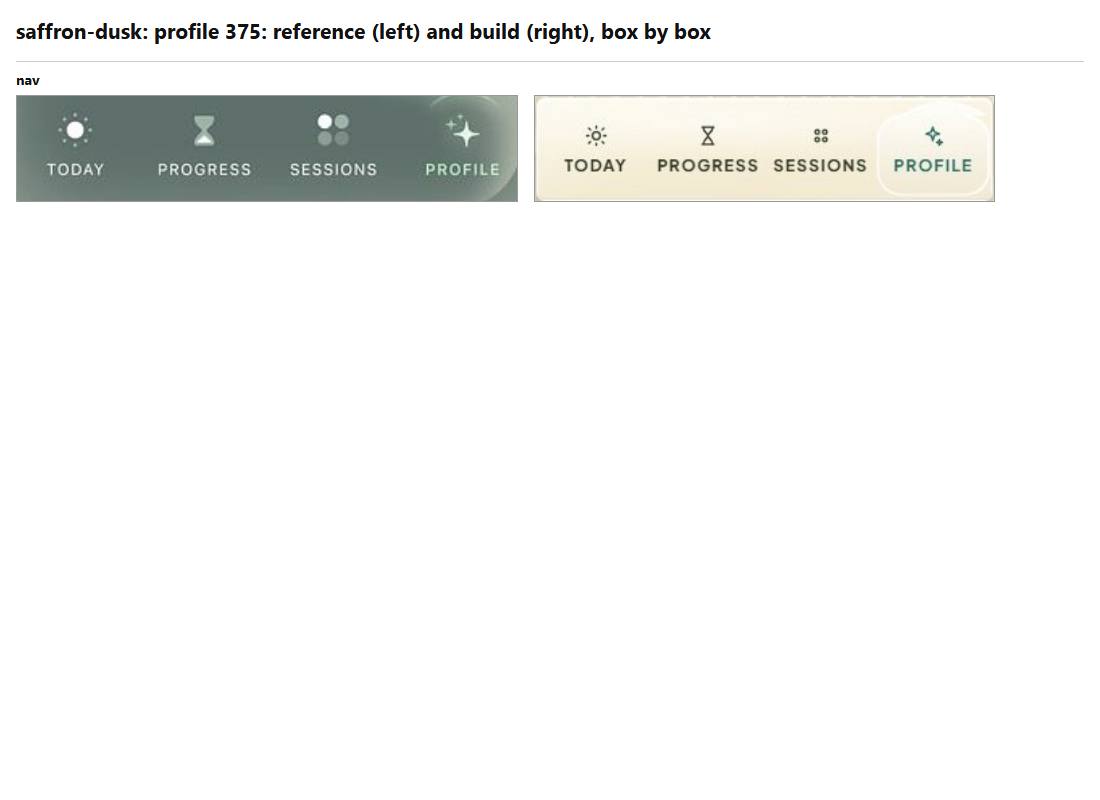 saffron-dusk: profile 375: reference (left) and build (right), box by box
nav
TODAY PROGRESS SESSIONS PROFILE
TODAY PROGRESS SESSIONS PROFILE